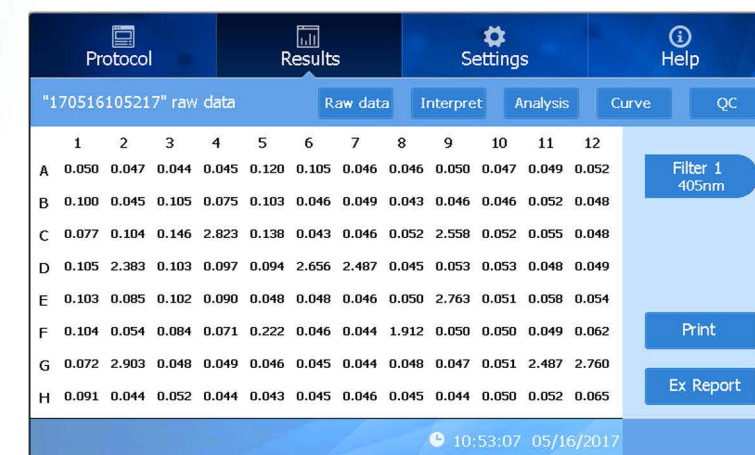 Protocol Results Settings Help
"170516105217" raw data Raw data Interpret Analysis Curve QC
1 2 3 4 5 6 7 8 9 10 11 12
A 0.050 0.047 0.044 0.045 0.120 0.105 0.046 0.046 0.050 0.047 0.049 0.052
Filter 1
405nm
B 0.100 0.045 0.105 0.075 0.103 0.046 0.049 0.043 0.046 0.046 0.052 0.048
C 0.077 0.104 0.146 2.823 0.138 0.043 0.046 0.052 2.558 0.052 0.055 0.048
D 0.105 2.383 0.103 0.097 0.094 2.656 2.487 0.045 0.053 0.053 0.048 0.049
E 0.103 0.085 0.102 0.090 0.048 0.048 0.046 0.050 2.763 0.051 0.058 0.054
F 0.104 0.054 0.084 0.071 0.222 0.046 0.044 1.912 0.050 0.050 0.049 0.062
Print
G 0.072 2.903 0.048 0.049 0.046 0.045 0.044 0.048 0.047 0.051 2.487 2.760
H 0.091 0.044 0.052 0.044 0.043 0.045 0.046 0.045 0.044 0.050 0.052 0.065
Ex Report
10:53:07 05/16/2017